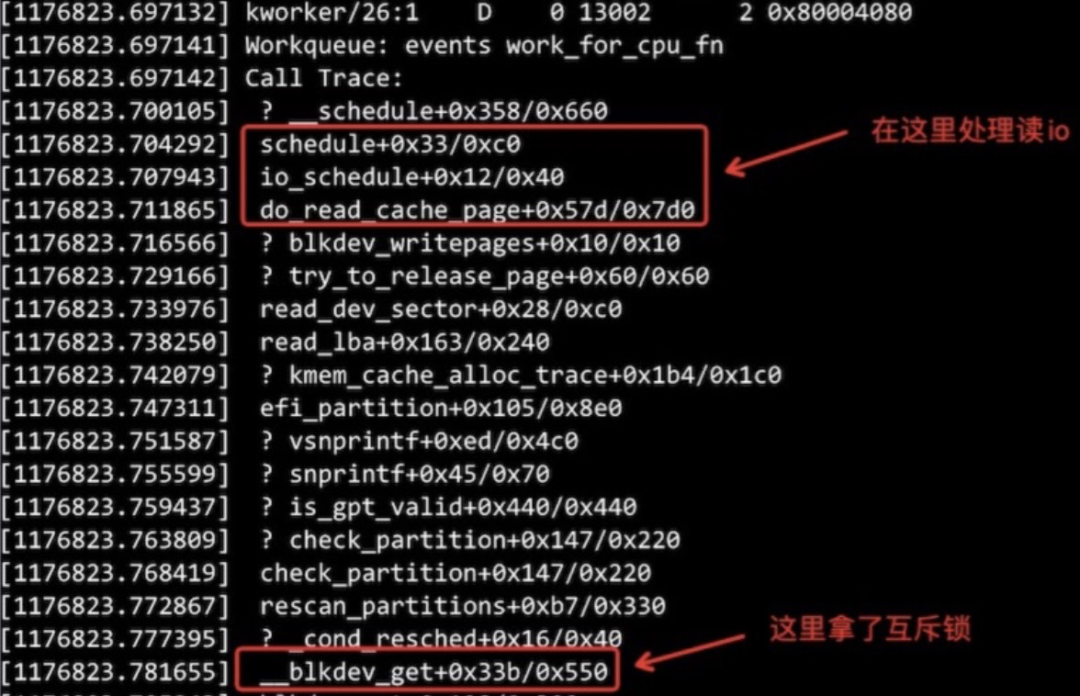 [1176823.697132] kworker/26:1    D    0 13002      2 0x80004080
[1176823.697141] Workqueue: events work_for_cpu_fn
[1176823.697142] Call Trace:
[1176823.700105]  ? __schedule+0x358/0x660
[1176823.704292]  schedule+0x33/0xc0
在这里处理读io
[1176823.707943]  io_schedule+0x12/0x40
[1176823.711865]  do_read_cache_page+0x57d/0x7d0
[1176823.716566]  ? blkdev_writepages+0x10/0x10
[1176823.729166]  ? try_to_release_page+0x60/0x60
[1176823.733976]  read_dev_sector+0x28/0xc0
[1176823.738250]  read_lba+0x163/0x240
[1176823.742079]  ? kmem_cache_alloc_trace+0x1b4/0x1c0
[1176823.747311]  efi_partition+0x105/0x8e0
[1176823.751587]  ? vsnprintf+0xed/0x4c0
[1176823.755599]  ? snprintf+0x45/0x70
[1176823.759437]  ? is_gpt_valid+0x440/0x440
[1176823.763809]  ? check_partition+0x147/0x220
[1176823.768419]  check_partition+0x147/0x220
[1176823.772867]  rescan_partitions+0xb7/0x330
[1176823.777395]  ? _cond_resched+0x16/0x40
这里拿了互斥锁
[1176823.781655]  __blkdev_get+0x33b/0x550